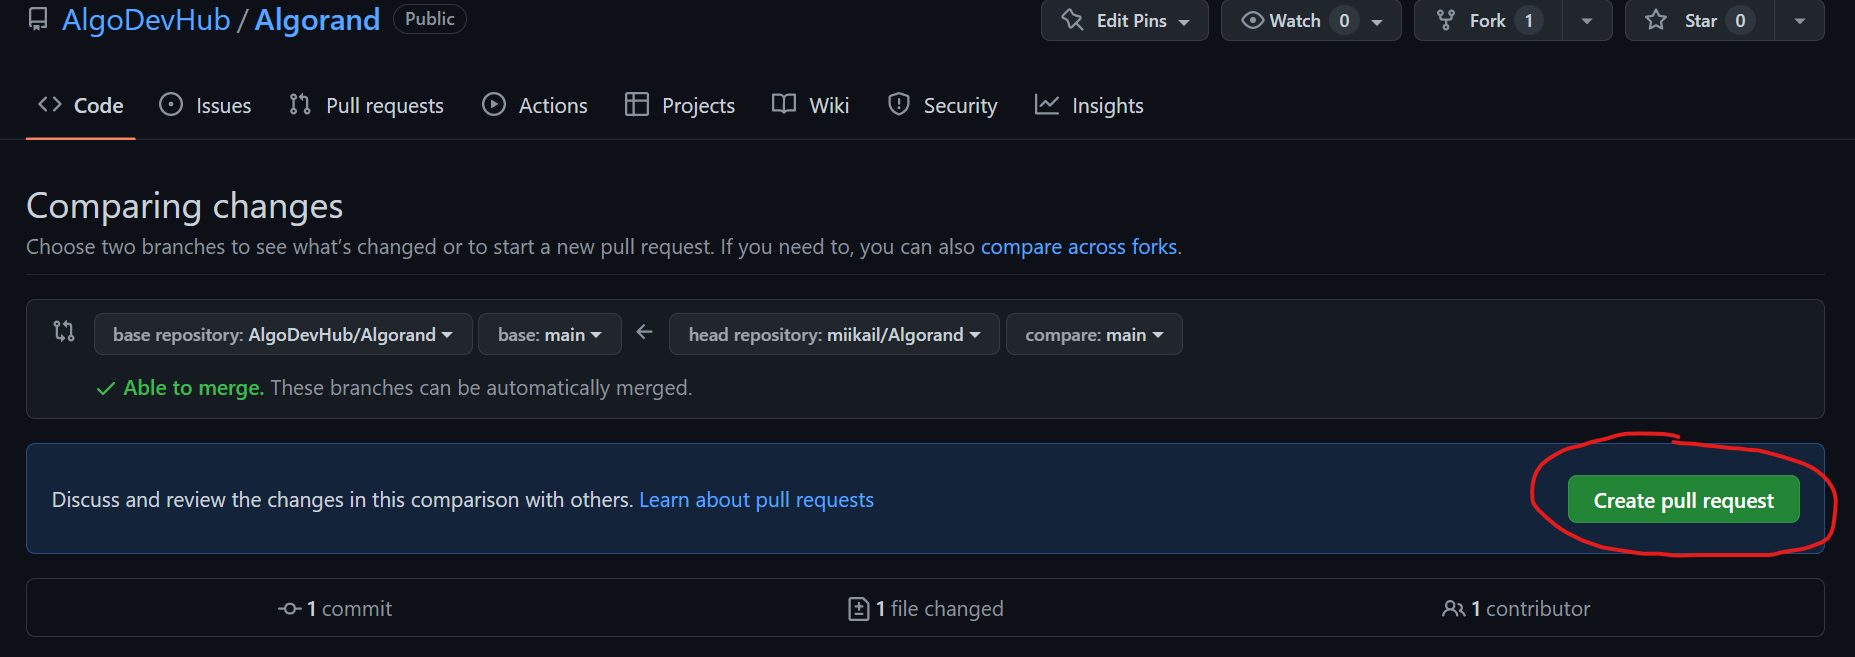 AlgoDevHub / Algorand Public Edit Pins Watch 0 Fork 1 Star 0
Code Issues Pull requests Actions Projects Wiki Security Insights
Comparing changes
Choose two branches to see what's changed or to start a new pull request. If you need to, you can also compare across forks.
base repository: AlgoDevHub/Algorand base: main ← head repository: miikail/Algorand compare: main
✓ Able to merge. These branches can be automatically merged.
Discuss and review the changes in this comparison with others. Learn about pull requests Create pull request
1 commit 1 file changed 1 contributor